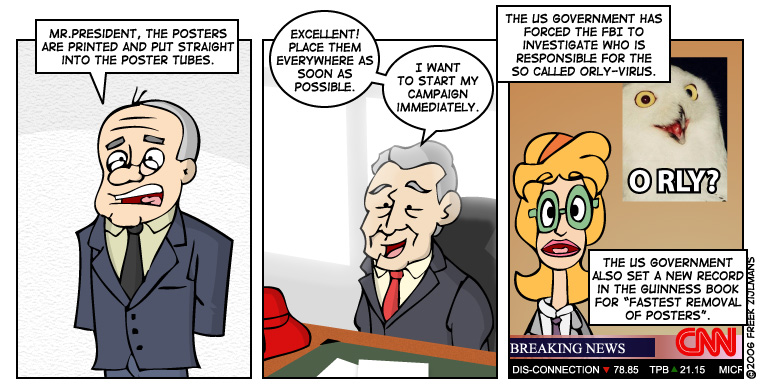 MR.PRESIDENT, THE POSTERS
ARE PRINTED AND PUT STRAIGHT
INTO THE POSTER TUBES.
EXCELLENT!
PLACE THEM
EVERYWHERE AS
SOON AS
POSSIBLE.
I WANT
TO START MY
CAMPAIGN
IMMEDIATELY.
THE US GOVERNMENT HAS
FORCED THE FBI TO
INVESTIGATE WHO IS
RESPONSIBLE FOR THE
SO CALLED ORLY-VIRUS.
O RLY?
THE US GOVERNMENT
ALSO SET A NEW RECORD
IN THE GUINNESS BOOK
FOR "FASTEST REMOVAL
OF POSTERS".
BREAKING NEWS
CNN
DIS-CONNECTION ▼ 78.85 TPB ▲ 21.15 MICR
©2006 FREEK ZIJLMANS